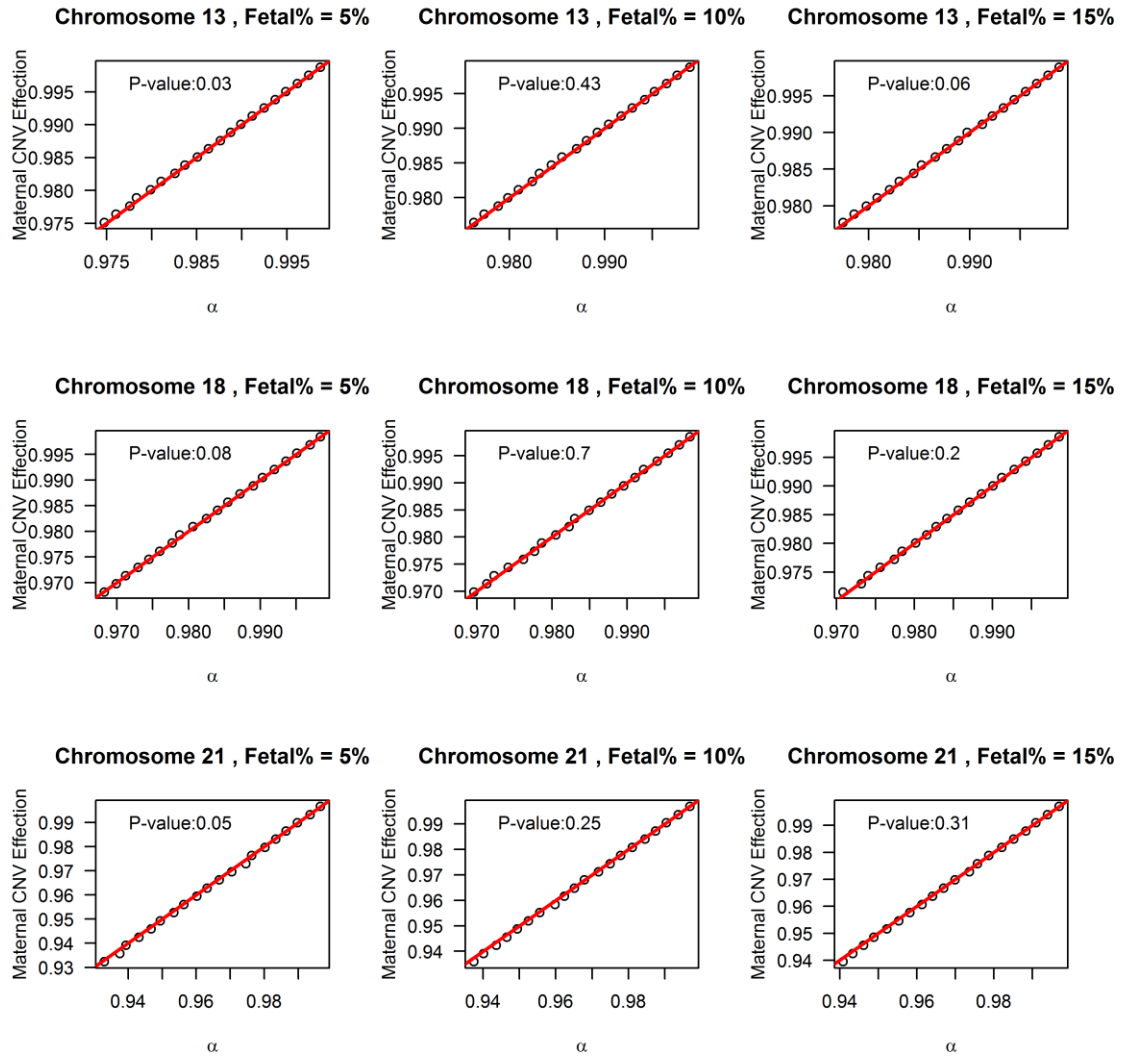 Chromosome 13 , Fetal% = 5%
Maternal CNV Effection
P-value:0.03
0.995
0.990
0.985
0.980
0.975
0.975 0.985 0.995
α
Chromosome 13 , Fetal% = 10%
Maternal CNV Effection
P-value:0.43
0.995
0.990
0.985
0.980
0.980 0.990
α
Chromosome 13 , Fetal% = 15%
Maternal CNV Effection
P-value:0.06
0.995
0.990
0.985
0.980
0.980 0.990
α
Chromosome 18 , Fetal% = 5%
Maternal CNV Effection
P-value:0.08
0.995
0.990
0.985
0.980
0.975
0.970
0.970 0.980 0.990
α
Chromosome 18 , Fetal% = 10%
Maternal CNV Effection
P-value:0.7
0.995
0.990
0.985
0.980
0.975
0.970
0.970 0.980 0.990
α
Chromosome 18 , Fetal% = 15%
Maternal CNV Effection
P-value:0.2
0.995
0.990
0.985
0.980
0.975
0.970 0.980 0.990
α
Chromosome 21 , Fetal% = 5%
Maternal CNV Effection
P-value:0.05
0.99
0.98
0.97
0.96
0.95
0.94
0.93
0.94 0.96 0.98
α
Chromosome 21 , Fetal% = 10%
Maternal CNV Effection
P-value:0.25
0.99
0.98
0.97
0.96
0.95
0.94
0.94 0.96 0.98
α
Chromosome 21 , Fetal% = 15%
Maternal CNV Effection
P-value:0.31
0.99
0.98
0.97
0.96
0.95
0.94
0.94 0.96 0.98
α